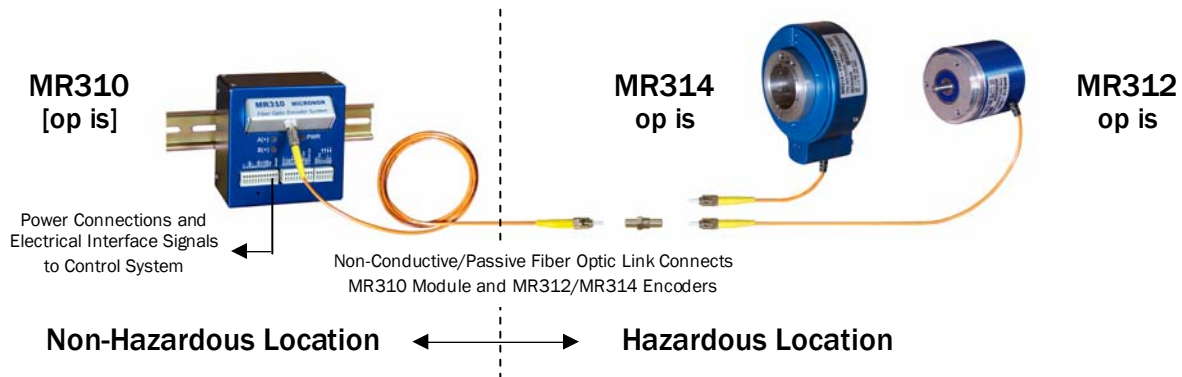 MR310
[op is]
MR310 MICRONOR
Fiber Optic Encoder System
A(+)
PWR
B(+)
Power Connections and
Electrical Interface Signals
to Control System
MR314
op is
MR312
op is
Non-Conductive/Passive Fiber Optic Link Connects
MR310 Module and MR312/MR314 Encoders
Non-Hazardous Location
Hazardous Location